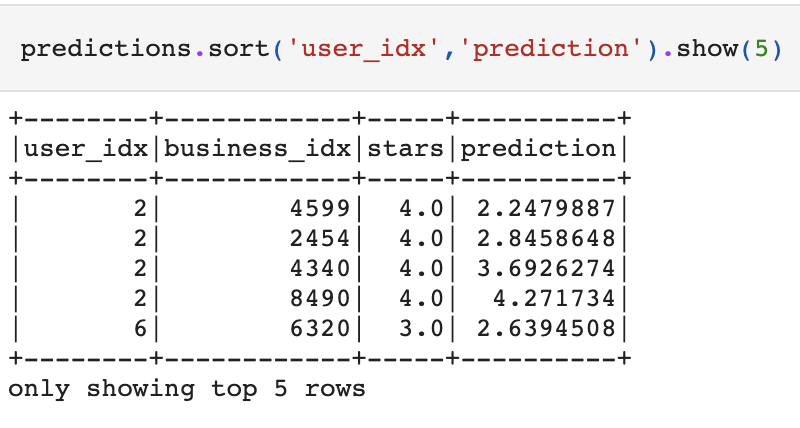 predictions.sort('user_idx','prediction').show(5)
+--------+------------+-----+----------+
|user_idx|business_idx|stars|prediction|
+--------+------------+-----+----------+
|       2|        4599|  4.0| 2.2479887|
|       2|        2454|  4.0| 2.8458648|
|       2|        4340|  4.0| 3.6926274|
|       2|        8490|  4.0|  4.271734|
|       6|        6320|  3.0| 2.6394508|
+--------+------------+-----+----------+
only showing top 5 rows